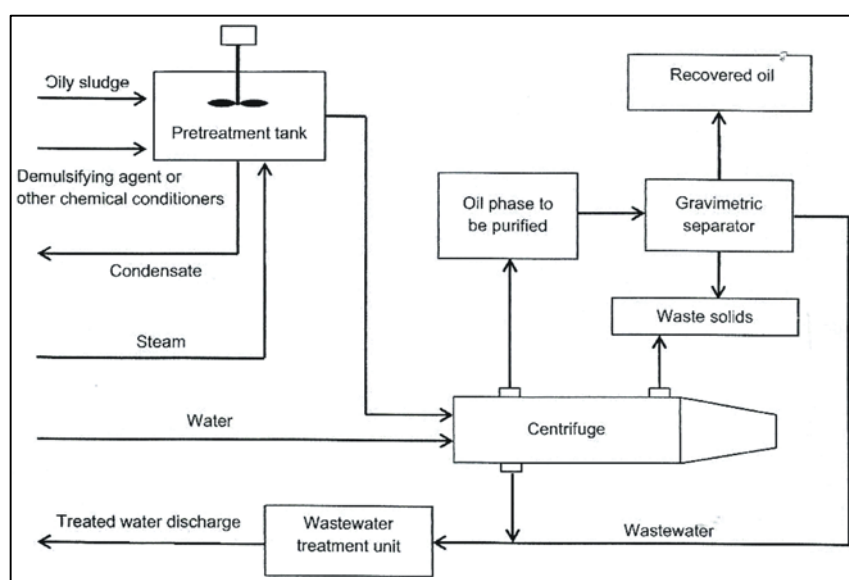 Oily sludge
Pretreatment tank
Demulsifying agent or
other chemical conditioners
Condensate
Steam
Water
Recovered oil
Oil phase to
be purified
Gravimetric
separator
Waste solids
Centrifuge
Treated water discharge
Wastewater
treatment unit
Wastewater